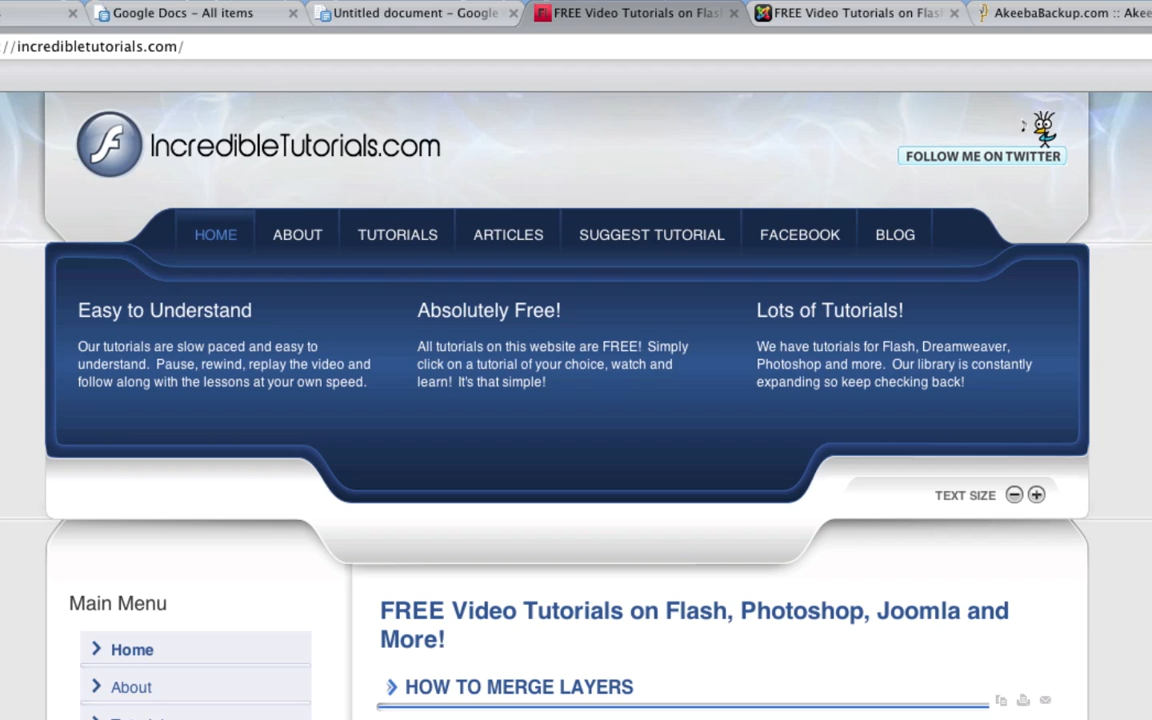 Google Docs - All items
Untitled document - Google
FREE Video Tutorials on Flas
FREE Video Tutorials on Flas
AkeebaBackup.com :: Akee
//incredibletutorials.com/
IncredibleTutorials.com
FOLLOW ME ON TWITTER
HOME
ABOUT
TUTORIALS
ARTICLES
SUGGEST TUTORIAL
FACEBOOK
BLOG
Easy to Understand
Our tutorials are slow paced and easy to
understand. Pause, rewind, replay the video and
follow along with the lessons at your own speed.
Absolutely Free!
All tutorials on this website are FREE! Simply
click on a tutorial of your choice, watch and
learn! It's that simple!
Lots of Tutorials!
We have tutorials for Flash, Dreamweaver,
Photoshop and more. Our library is constantly
expanding so keep checking back!
TEXT SIZE
Main Menu
Home
About
FREE Video Tutorials on Flash, Photoshop, Joomla and
More!
HOW TO MERGE LAYERS